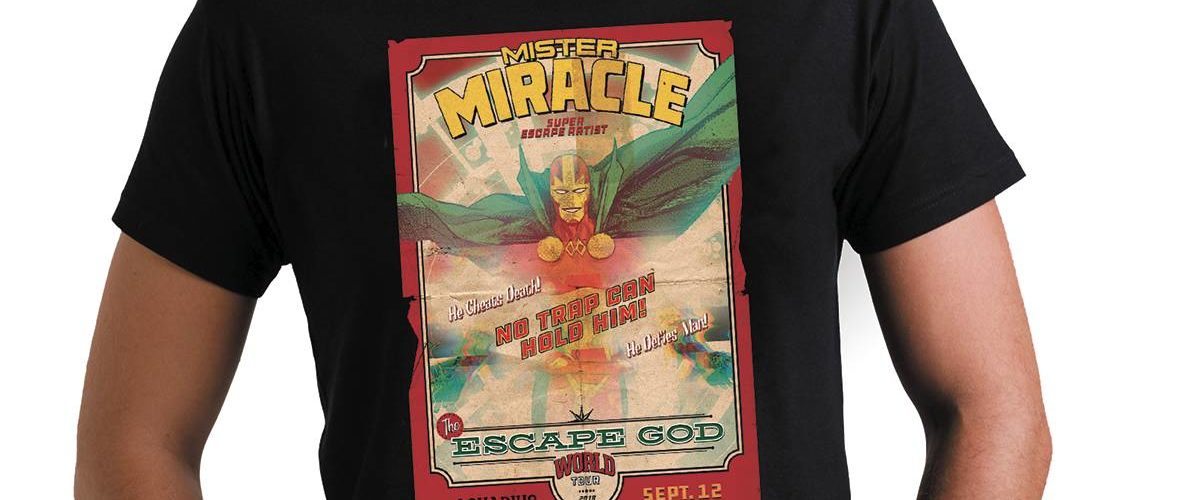 MISTER
MIRACLE
SUPER
ESCAPE ARTIST
He Cheats Death!
NO TRAP CAN
HOLD HIM!
He Defies Man!
The
ESCAPE GOD
WORLD
TOUR
SEPT. 12